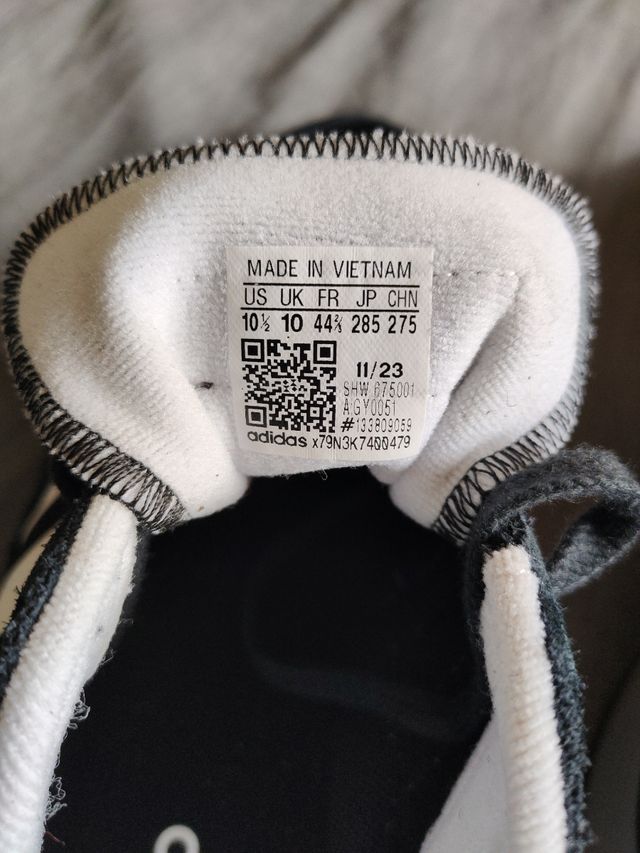 MADE IN VIETNAM
US UK FR JP CHN
10½ 10 44⅔ 285 275
11/23
SHW 675001
A:GY0051
#133809059
adidas x79N3K7400479